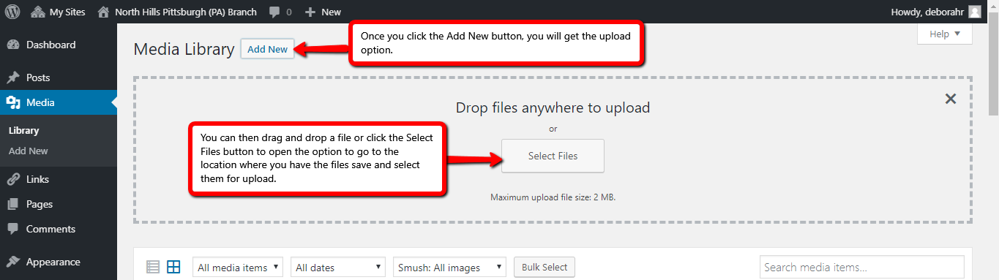 My Sites North Hills Pittsburgh (PA) Branch 0 New Howdy, deborahr
Dashboard
Posts
Media
Library
Add New
Links
Pages
Comments
Appearance
Media Library Add New
Once you click the Add New button, you will get the upload
option.
Help
Drop files anywhere to upload
or
Select Files
Maximum upload file size: 2 MB.
You can then drag and drop a file or click the Select
Files button to open the option to go to the
location where you have the files save and select
them for upload.
All media items All dates Smush: All images Bulk Select Search media items...